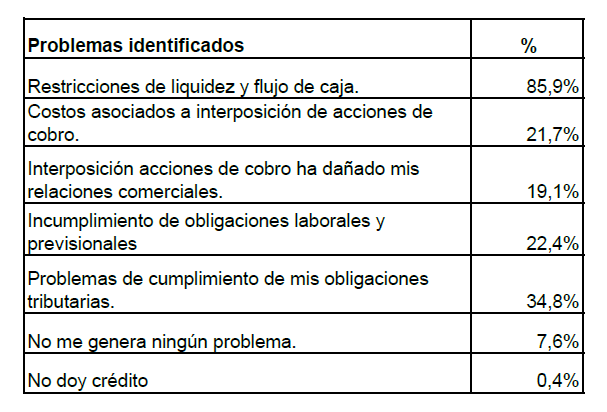 Problemas identificados %
Restricciones de liquidez y flujo de caja. 85,9%
Costos asociados a interposición de acciones de
cobro. 21,7%
Interposición acciones de cobro ha dañado mis
relaciones comerciales. 19,1%
Incumplimiento de obligaciones laborales y
previsionales 22,4%
Problemas de cumplimiento de mis obligaciones
tributarias. 34,8%
No me genera ningún problema. 7,6%
No doy crédito 0,4%